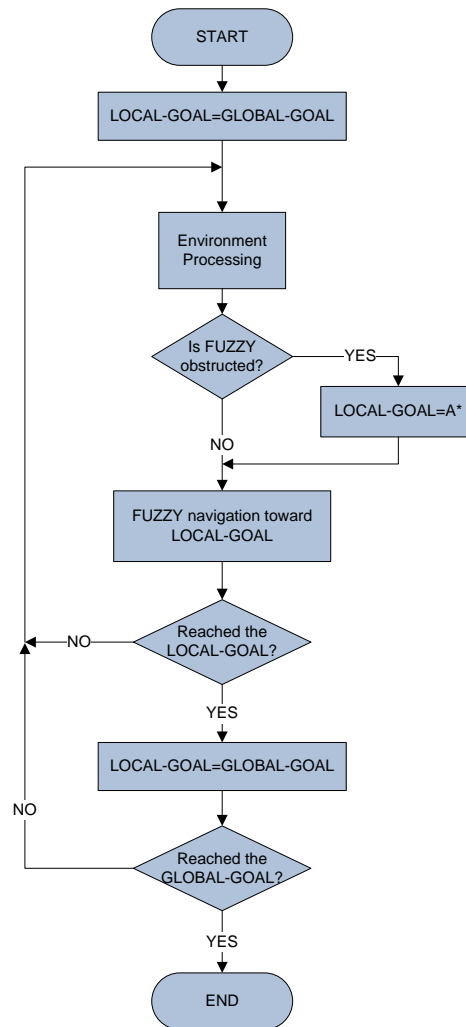 START
LOCAL-GOAL=GLOBAL-GOAL
Environment
Processing
Is FUZZY
obstructed?
YES
LOCAL-GOAL=A*
NO
FUZZY navigation toward
LOCAL-GOAL
Reached the
LOCAL-GOAL?
NO
YES
LOCAL-GOAL=GLOBAL-GOAL
NO
Reached the
GLOBAL-GOAL?
YES
END